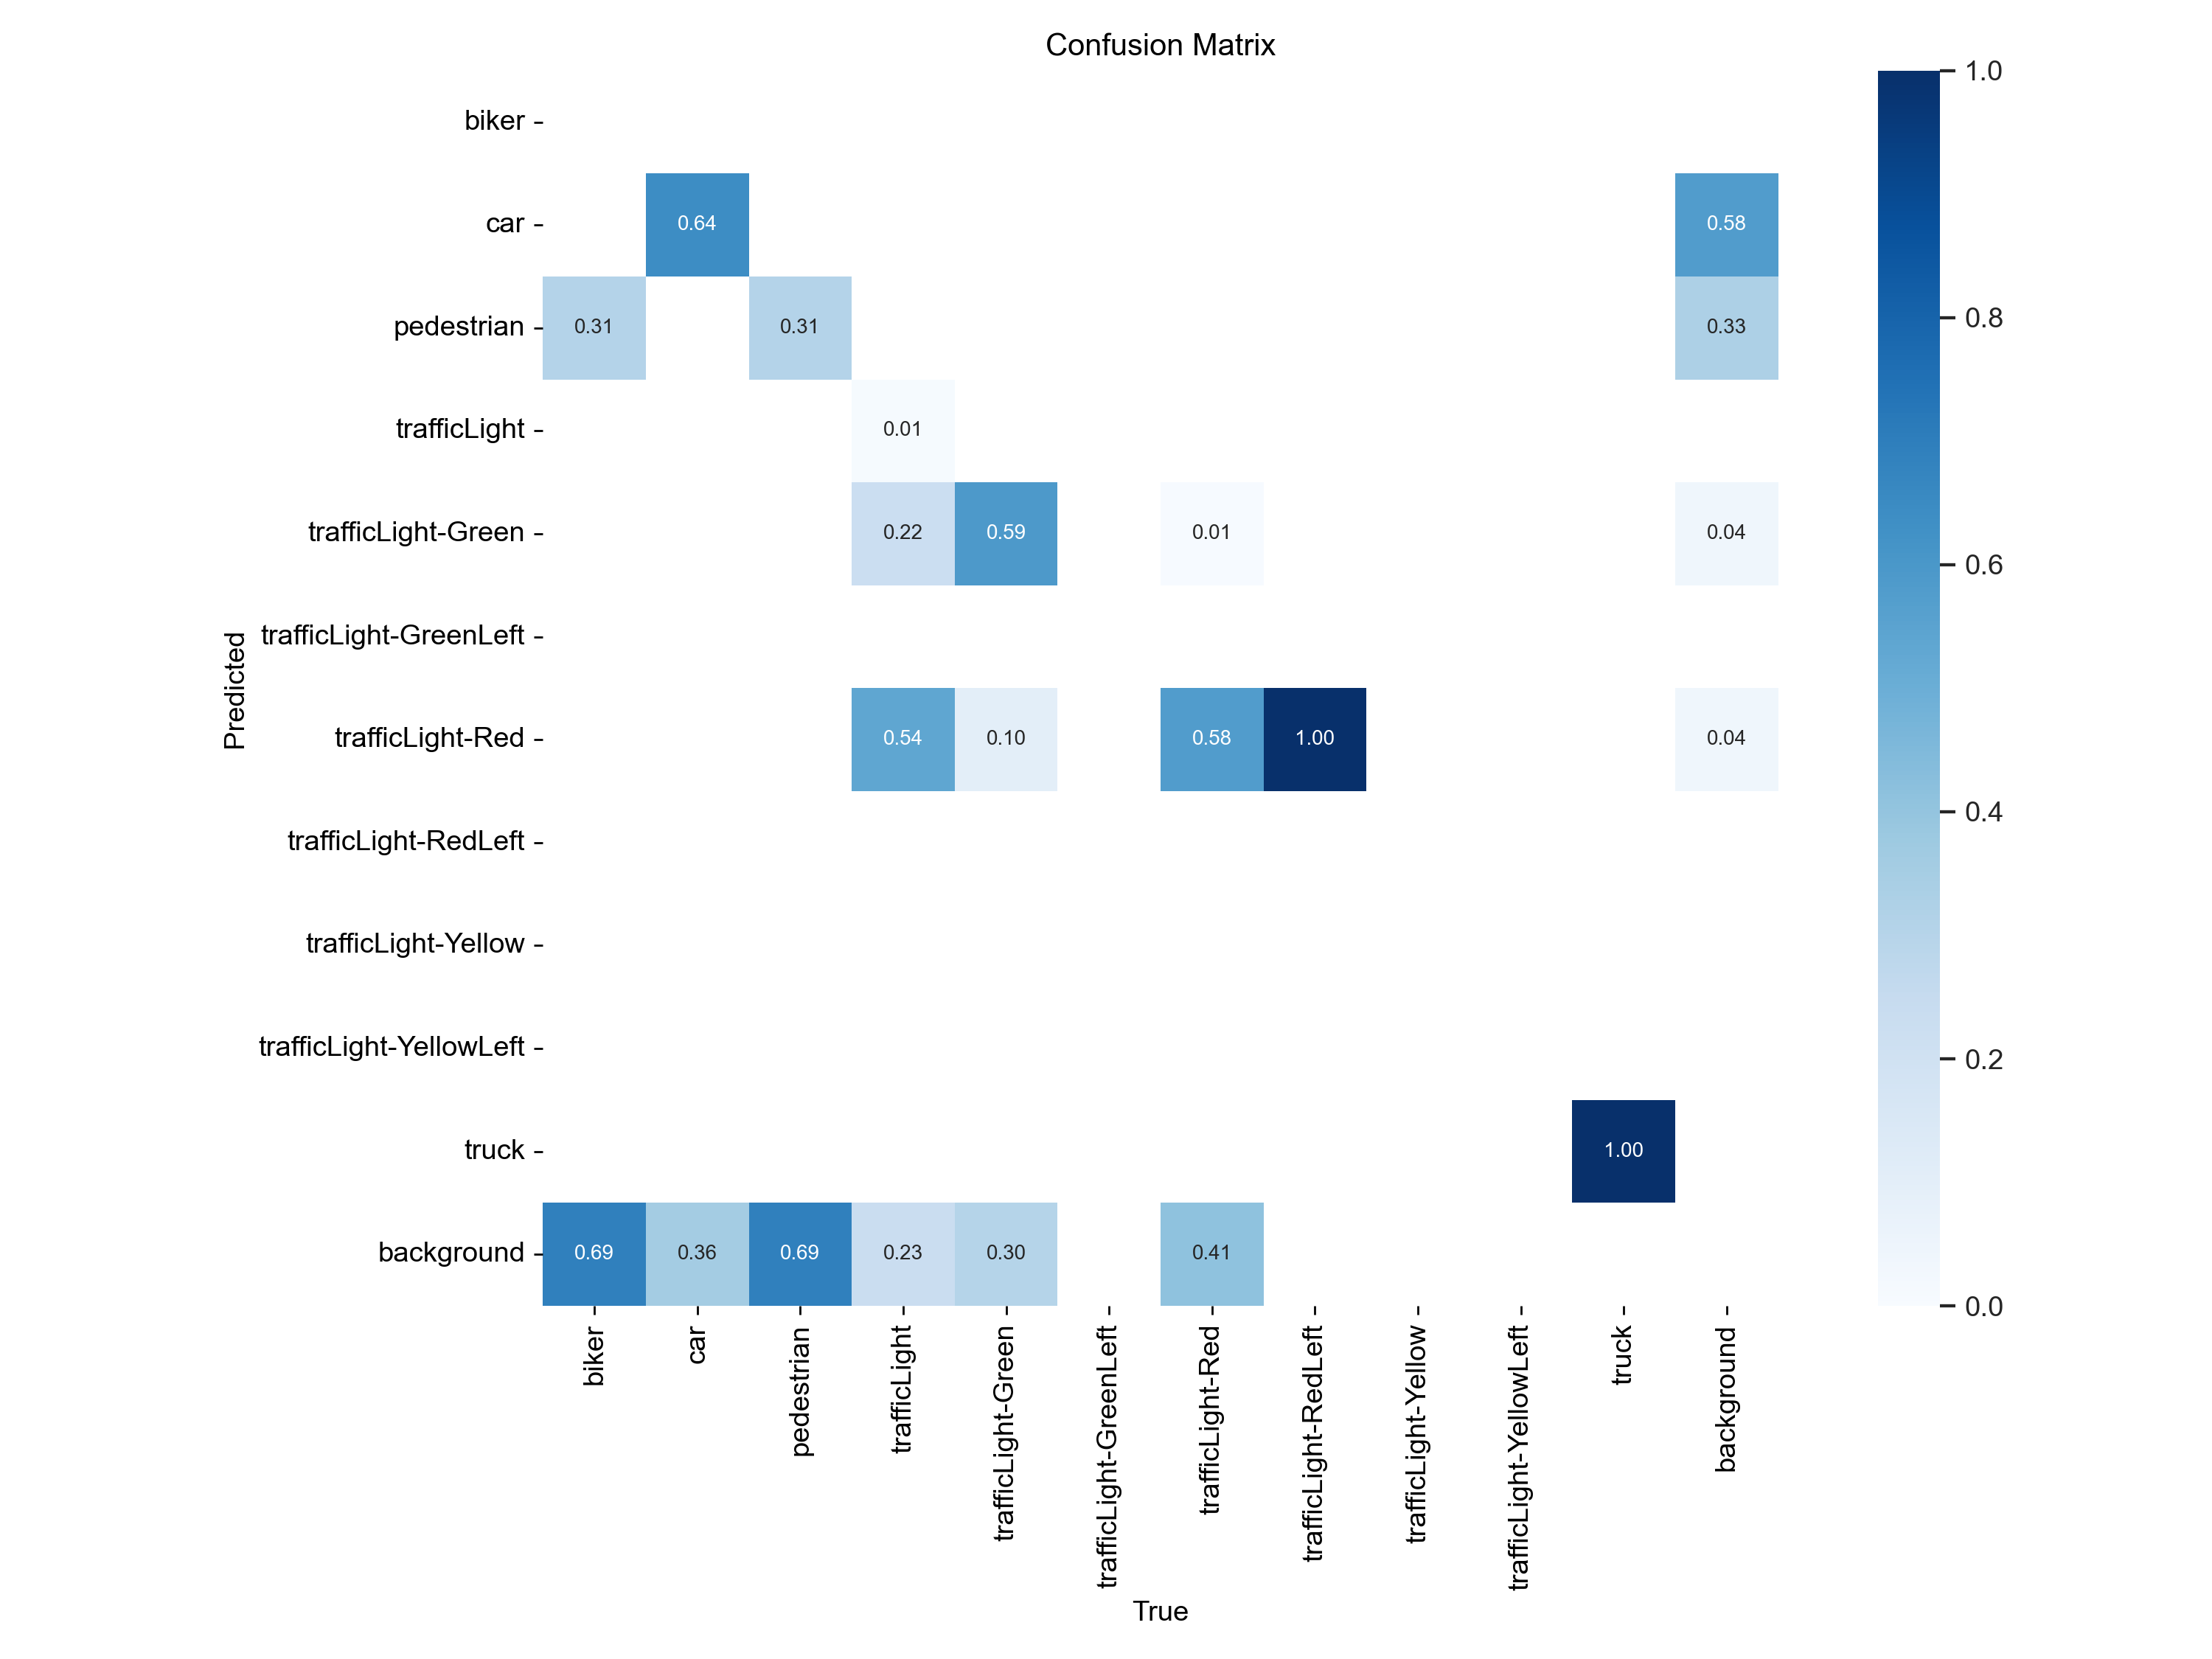 Confusion Matrix
biker
car
pedestrian
trafficLight
trafficLight-Green
trafficLight-GreenLeft
trafficLight-Red
trafficLight-RedLeft
trafficLight-Yellow
trafficLight-YellowLeft
truck
background
Predicted
0.64 0.58
0.31 0.31 0.33
0.01
0.22 0.59 0.01 0.04
0.54 0.10 0.58 1.00 0.04
1.00
0.69 0.36 0.69 0.23 0.30 0.41
biker
car
pedestrian
trafficLight
trafficLight-Green
trafficLight-GreenLeft
trafficLight-Red
trafficLight-RedLeft
trafficLight-Yellow
trafficLight-YellowLeft
truck
background
True
1.0
0.8
0.6
0.4
0.2
0.0